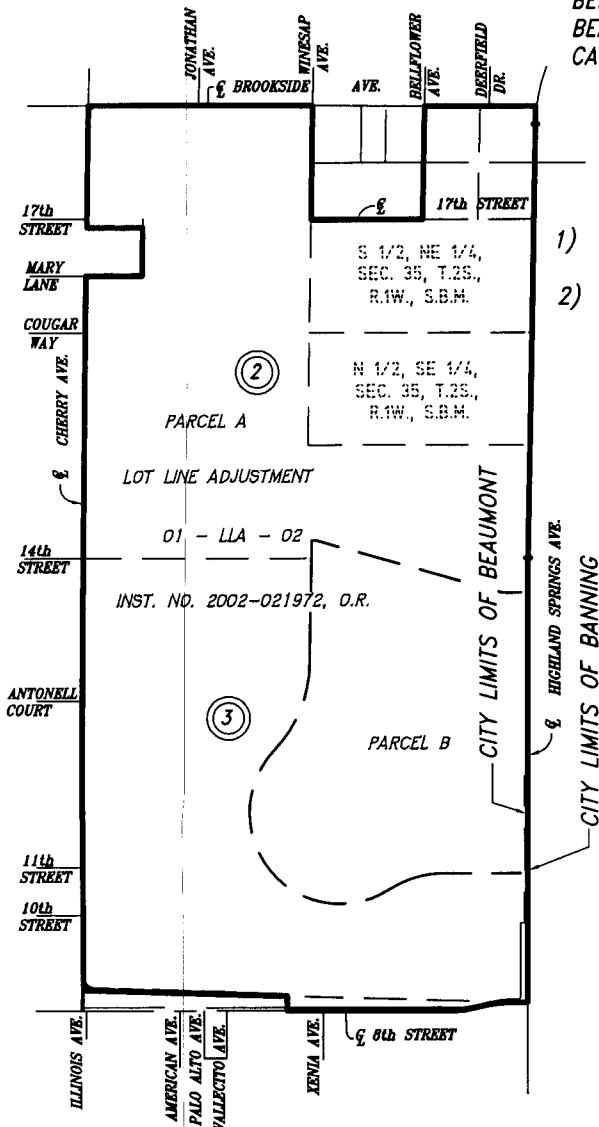 BEAUMONT
JONATHAN
AVE.
WINESAP
AVE.
BELLFLOWER
AVE.
DEERFIELD
DR.
℄ BROOKSIDE AVE.
17th
STREET
℄
17th STREET
MARY
LANE
COUGAR
WAY
S 1/2, NE 1/4,
SEC. 35, T.2S.,
R.1W., S.B.M.
1)
2)
N 1/2, SE 1/4,
SEC. 35, T.2S.,
R.1W., S.B.M.
2
PARCEL A
℄ CHERRY AVE.
LOT LINE ADJUSTMENT
01 - LLA - 02
14th
STREET
INST. NO. 2002-021972, O.R.
CITY LIMITS OF BEAUMONT
℄ HIGHLAND SPRINGS AVE.
CITY LIMITS OF BANNING
ANTONELL
COURT
3
PARCEL B
11th
STREET
10th
STREET
ILLINOIS AVE.
AMERICAN AVE.
PALO ALTO AVE.
VALLECITO AVE.
XENIA AVE.
℄ 8th STREET